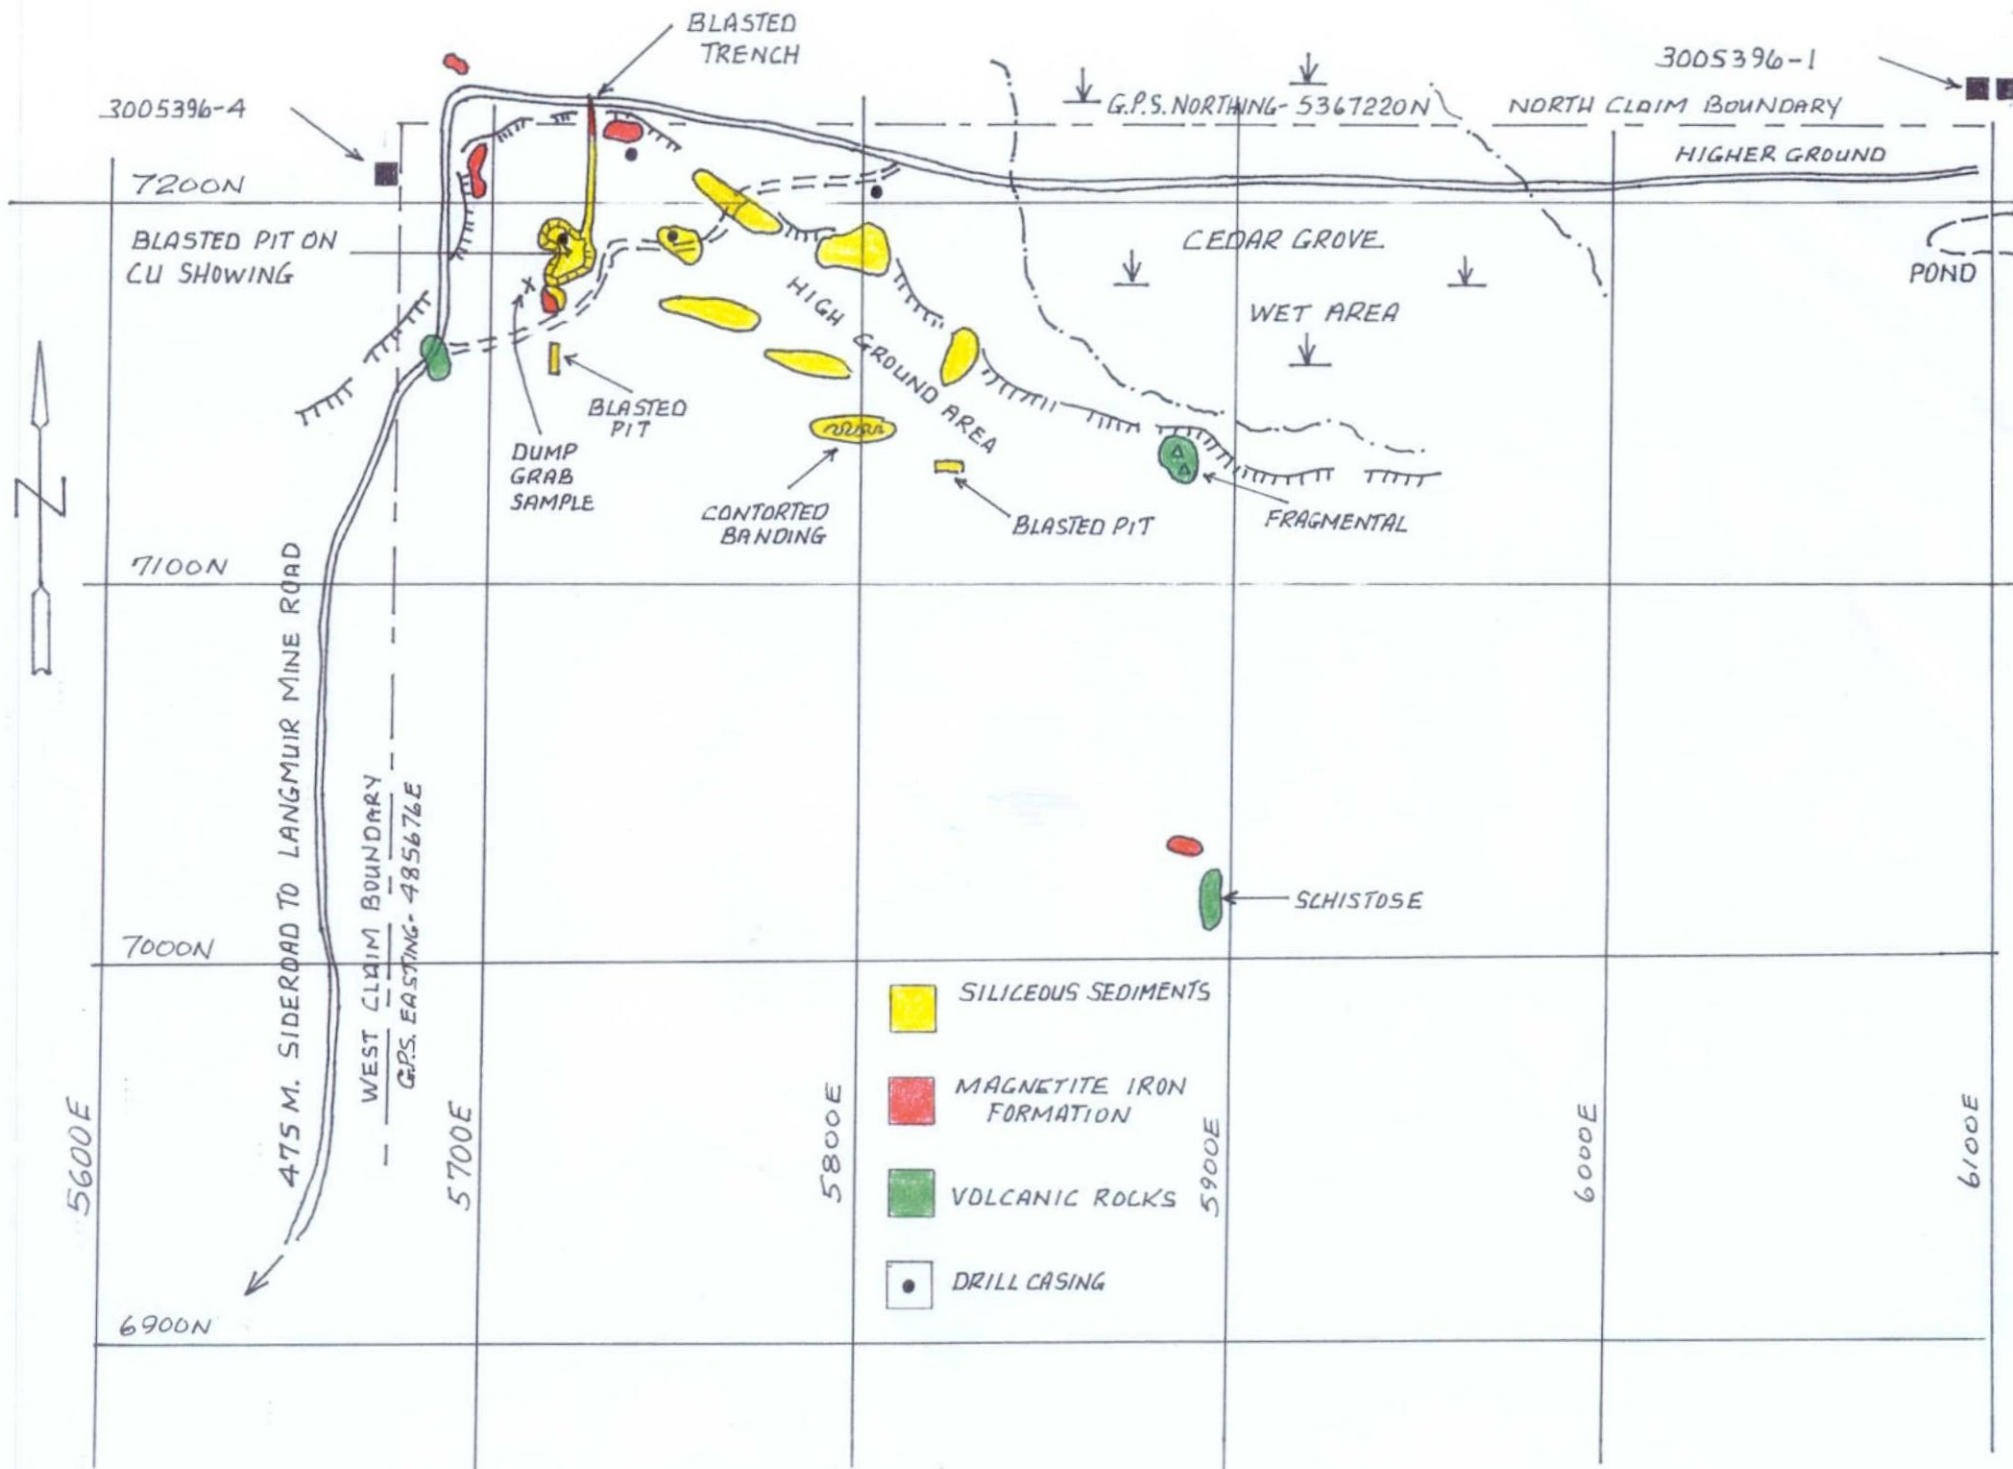 BLASTED
TRENCH
3005396-4
3005396-1
G.P.S. NORTHING - 5367220N
NORTH CLAIM BOUNDARY
HIGHER GROUND
7200N
BLASTED PIT ON
CU SHOWING
CEDAR GROVE
POND
WET AREA
HIGH GROUND AREA
BLASTED
PIT
DUMP
GRAB
SAMPLE
CONTORTED
BANDING
BLASTED PIT
FRAGMENTAL
N
7100N
475 M. SIDEROAD TO LANGMUIR MINE ROAD
WEST CLAIM BOUNDARY
G.P.S. EASTING - 485676E
SCHISTOSE
7000N
SILICEOUS SEDIMENTS
MAGNETITE IRON
FORMATION
VOLCANIC ROCKS
DRILL CASING
5600E
5700E
5800E
5900E
6000E
6100E
6900N